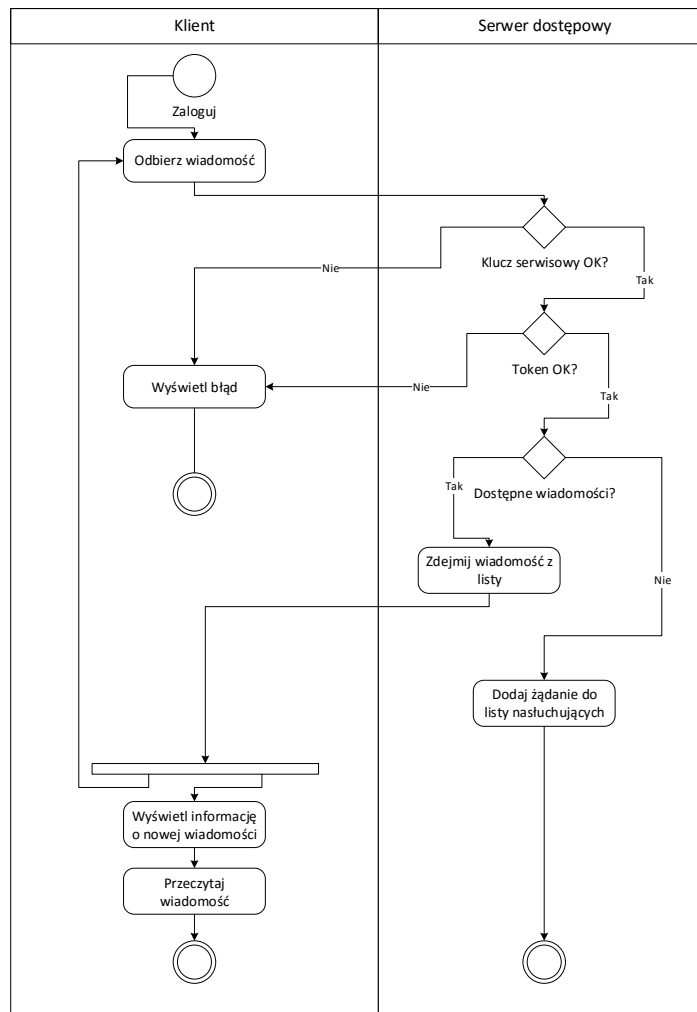 Klient
Serwer dostępowy
Zaloguj
Odbierz wiadomość
Klucz serwisowy OK?
Nie
Tak
Wyświetl błąd
Nie
Token OK?
Tak
Tak
Dostępne wiadomości?
Zdejmij wiadomość z
listy
Nie
Dodaj żądanie do
listy nasłuchujących
Wyświetl informację
o nowej wiadomości
Przeczytaj
wiadomość